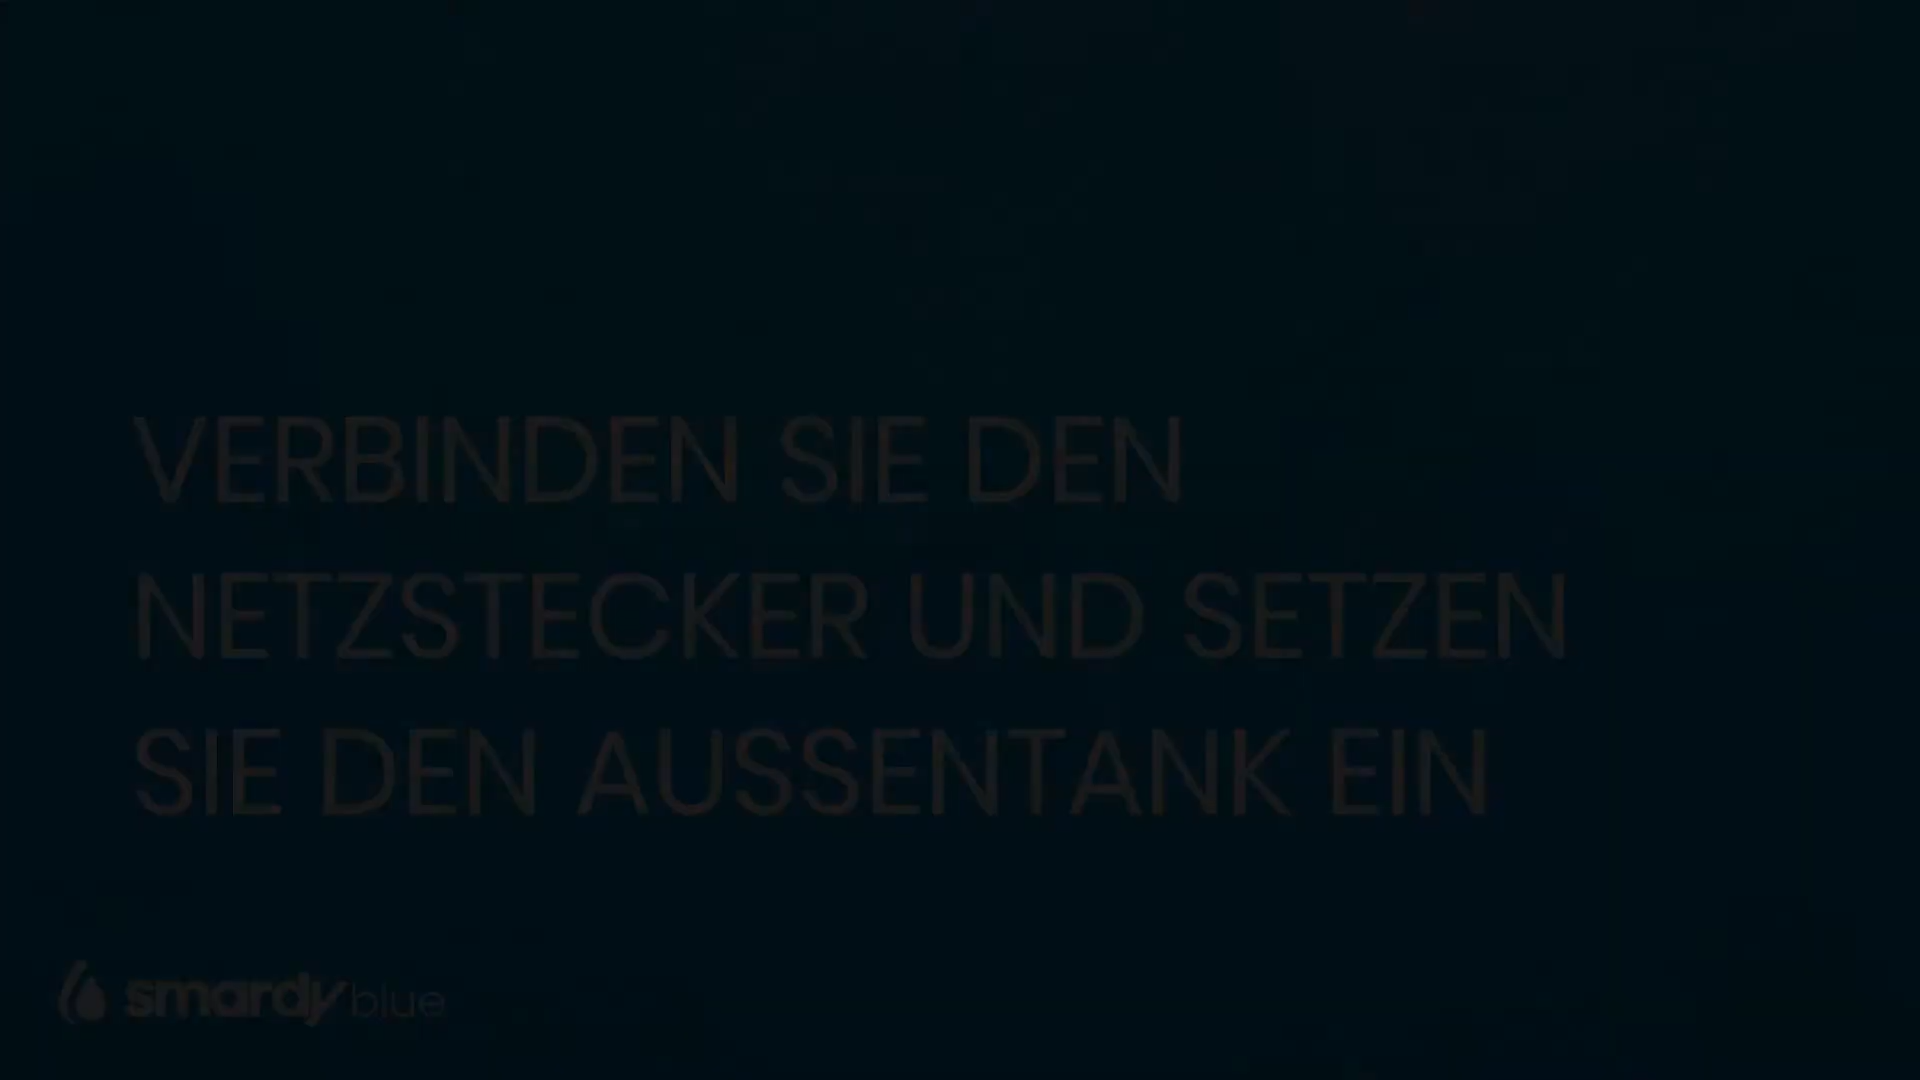 VERBINDEN SIE DEN
NETZSTECKER UND SETZEN
SIE DEN AUSSENTANK EIN
smardy blue